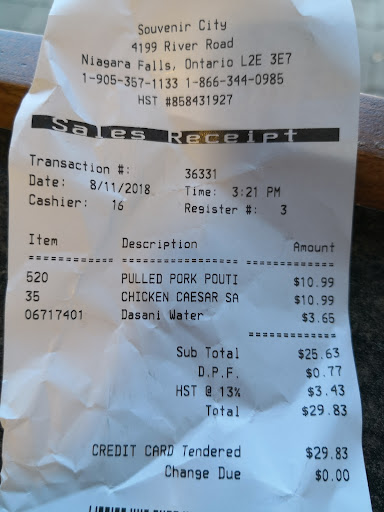 Souvenir City
4199 River Road
Niagara Falls, Ontario L2E 3E7
1-905-357-1133 1-866-344-0985
HST #858431927
Sales Receipt
Transaction #: 36331
Date: 8/11/2018 Time: 3:21 PM
Cashier: 16 Register #: 3
Item Description Amount
520 PULLED PORK POUTI $10.99
35 CHICKEN CAESAR SA $10.99
06717401 Dasani Water $3.65
Sub Total $25.63
D.P.F. $0.77
HST @ 13% $3.43
Total $29.83
CREDIT CARD Tendered $29.83
Change Due $0.00